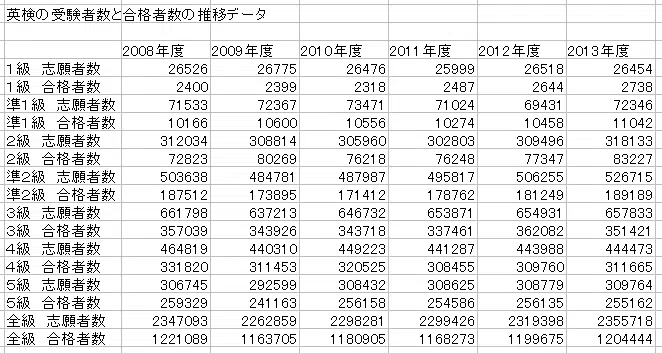 英検の受験者数と合格者数の推移データ
2008年度 2009年度 2010年度 2011年度 2012年度 2013年度
1級 志願者数 26526 26775 26476 25999 26518 26454
1級 合格者数 2400 2399 2318 2487 2644 2738
準1級 志願者数 71533 72367 73471 71024 69431 72346
準1級 合格者数 10166 10600 10556 10274 10458 11042
2級 志願者数 312034 308814 305960 302803 309496 318133
2級 合格者数 72823 80269 76218 76248 77347 83227
準2級 志願者数 503638 484781 487987 495817 506255 526715
準2級 合格者数 187512 173895 171412 178762 181249 189189
3級 志願者数 661798 637213 646732 653871 654931 657833
3級 合格者数 357039 343926 343718 337461 362082 351421
4級 志願者数 464819 440310 449223 441287 443988 444473
4級 合格者数 331820 311453 320525 308455 309760 311665
5級 志願者数 306745 292599 308432 308625 308779 309764
5級 合格者数 259329 241163 256158 254586 256135 255162
全級 志願者数 2347093 2262859 2298281 2299426 2319398 2355718
全級 合格者数 1221089 1163705 1180905 1168273 1199675 1204444